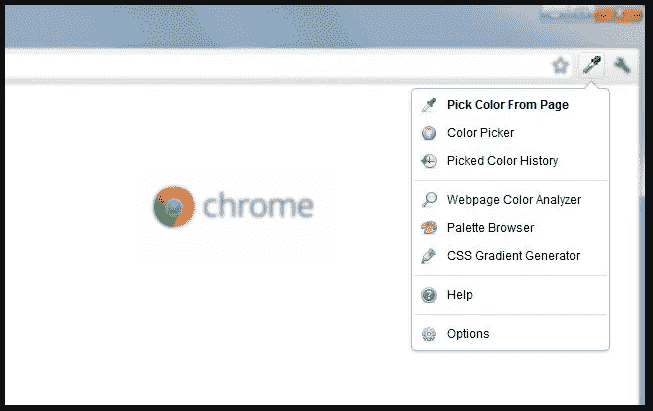 chrome
Pick Color From Page
Color Picker
Picked Color History
Webpage Color Analyzer
Palette Browser
CSS Gradient Generator
Help
Options